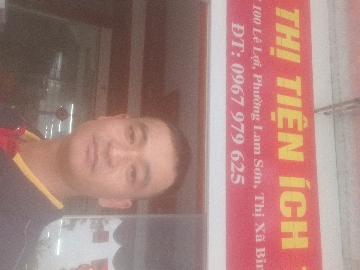 THỊ TIỆN ÍCH
100 Lê Lợi, Phường Lam Sơn, Thị Xã
ĐT: 0967 979 625